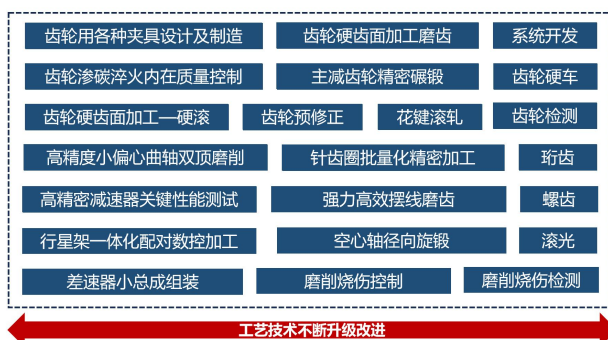 齿轮用各种夹具设计及制造 齿轮硬齿面加工磨齿 系统开发
齿轮渗碳淬火内在质量控制 主减齿轮精密碾锻 齿轮硬车
齿轮硬齿面加工—硬滚 齿轮预修正 花键滚轧 齿轮检测
高精度小偏心曲轴双顶磨削 针齿圈批量化精密加工 珩齿
高精密减速器关键性能测试 强力高效摆线磨齿 螺齿
行星架一体化配对数控加工 空心轴径向旋锻 滚光
差速器小总成组装 磨削烧伤控制 磨削烧伤检测
工艺技术不断升级改进